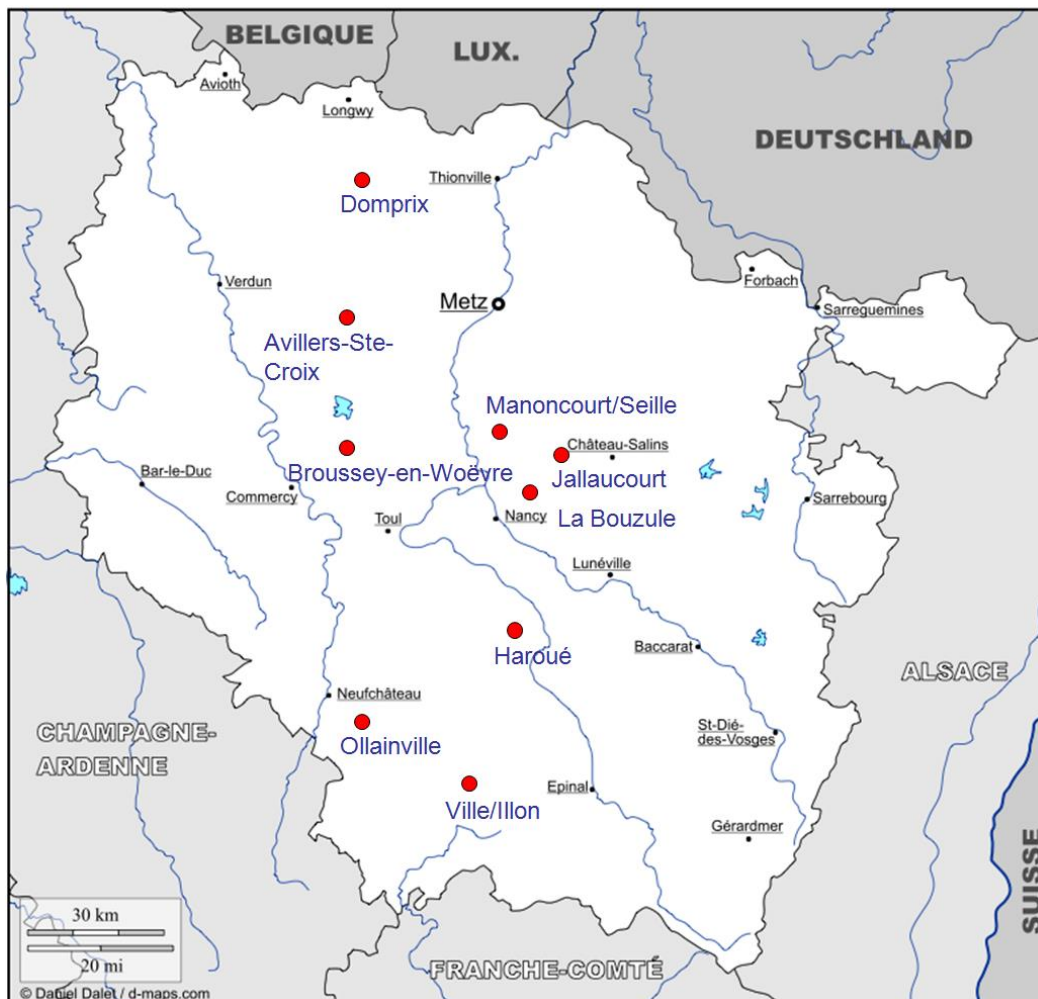 BELGIQUE
LUX.
Avioth
Longwy
DEUTSCHLAND
Thionville
Domprix
Verdun
Forbach
Metz
Sarreguemines
Avillers-Ste-
Croix
Manoncourt/Seille
Château-Salins
Bar-le-Duc
Broussey-en-Woëvre
Jallaucourt
Commercy
Sarrebourg
Toul
Nancy
La Bouzule
Lunéville
Haroué
Baccarat
ALSACE
Neufchâteau
CHAMPAGNE-
ARDENNE
Ollainville
St-Dié-
des-Vosges
Ville/Illon
Epinal
Gérardmer
SUISSE
30 km
20 mi
FRANCHE-COMTÉ
© Daniel Dalet / d-maps.com